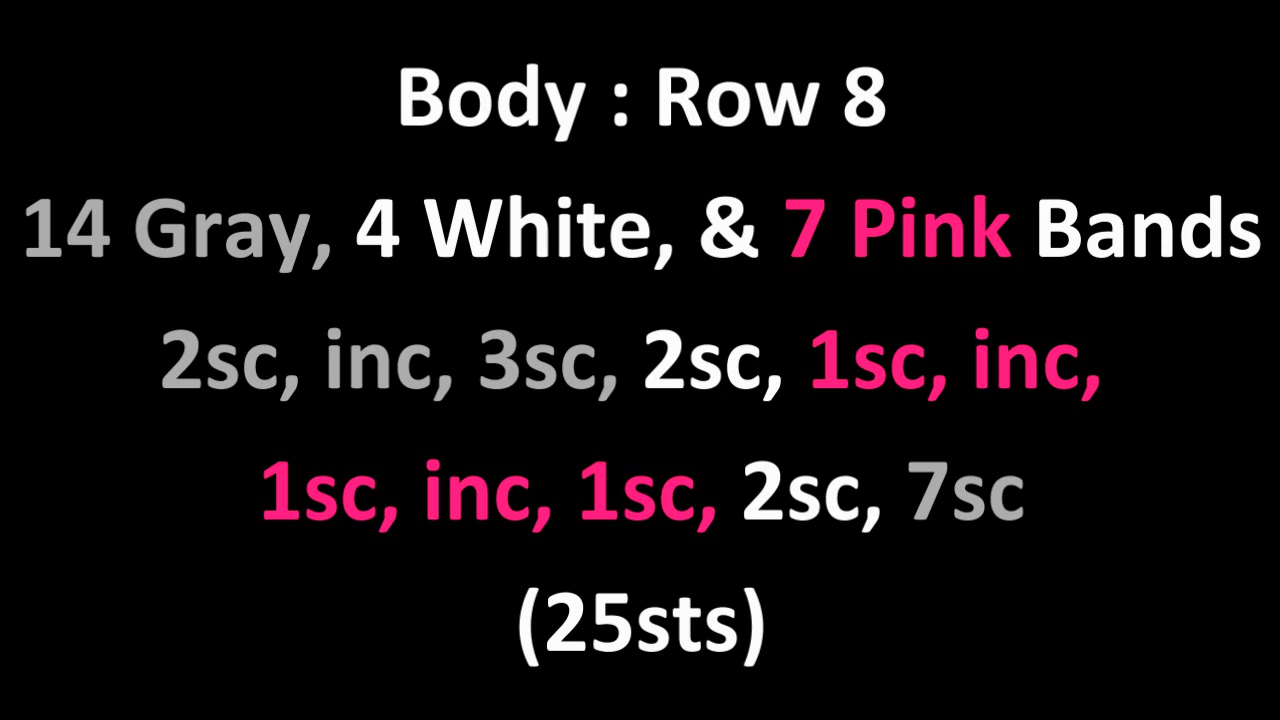 Body : Row 8
14 Gray, 4 White, & 7 Pink Bands
2sc, inc, 3sc, 2sc, 1sc, inc,
1sc, inc, 1sc, 2sc, 7sc
(25sts)